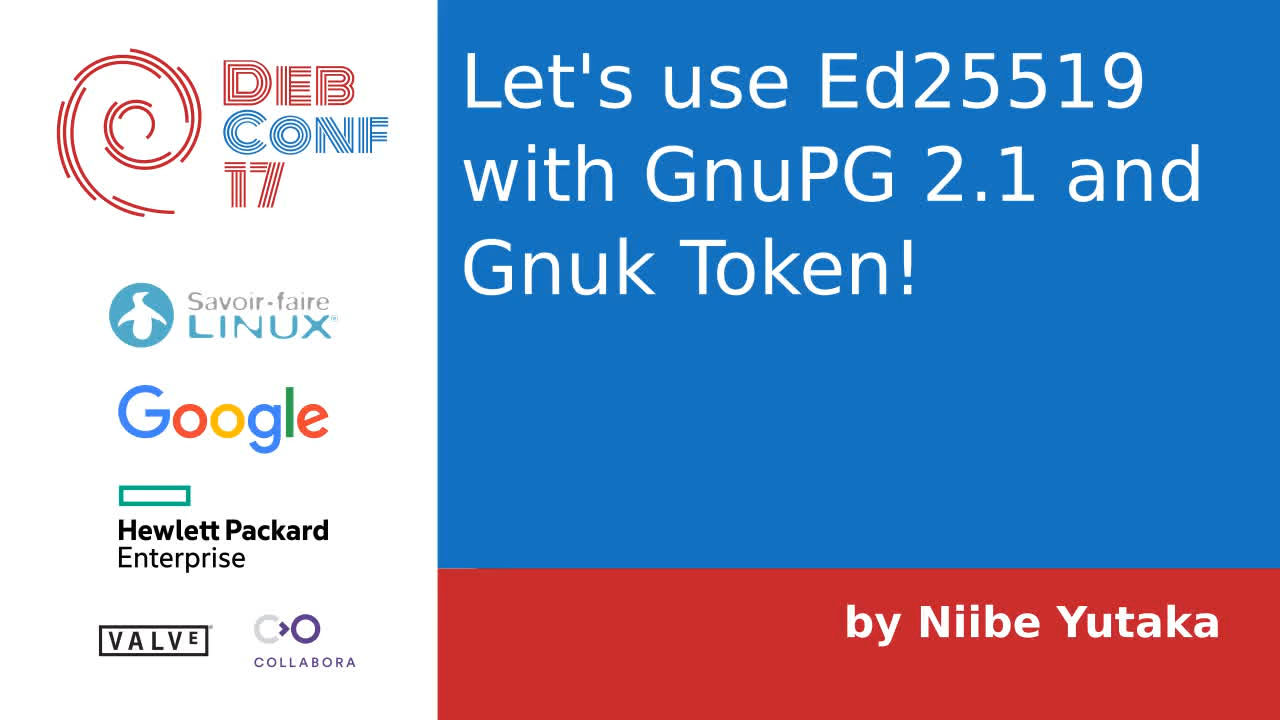 DEB
CONF
17
Savoir-faire
LINUX
Google
Hewlett Packard
Enterprise
VALVE
COLLABORA
Let's use Ed25519
with GnuPG 2.1 and
Gnuk Token!
by Niibe Yutaka